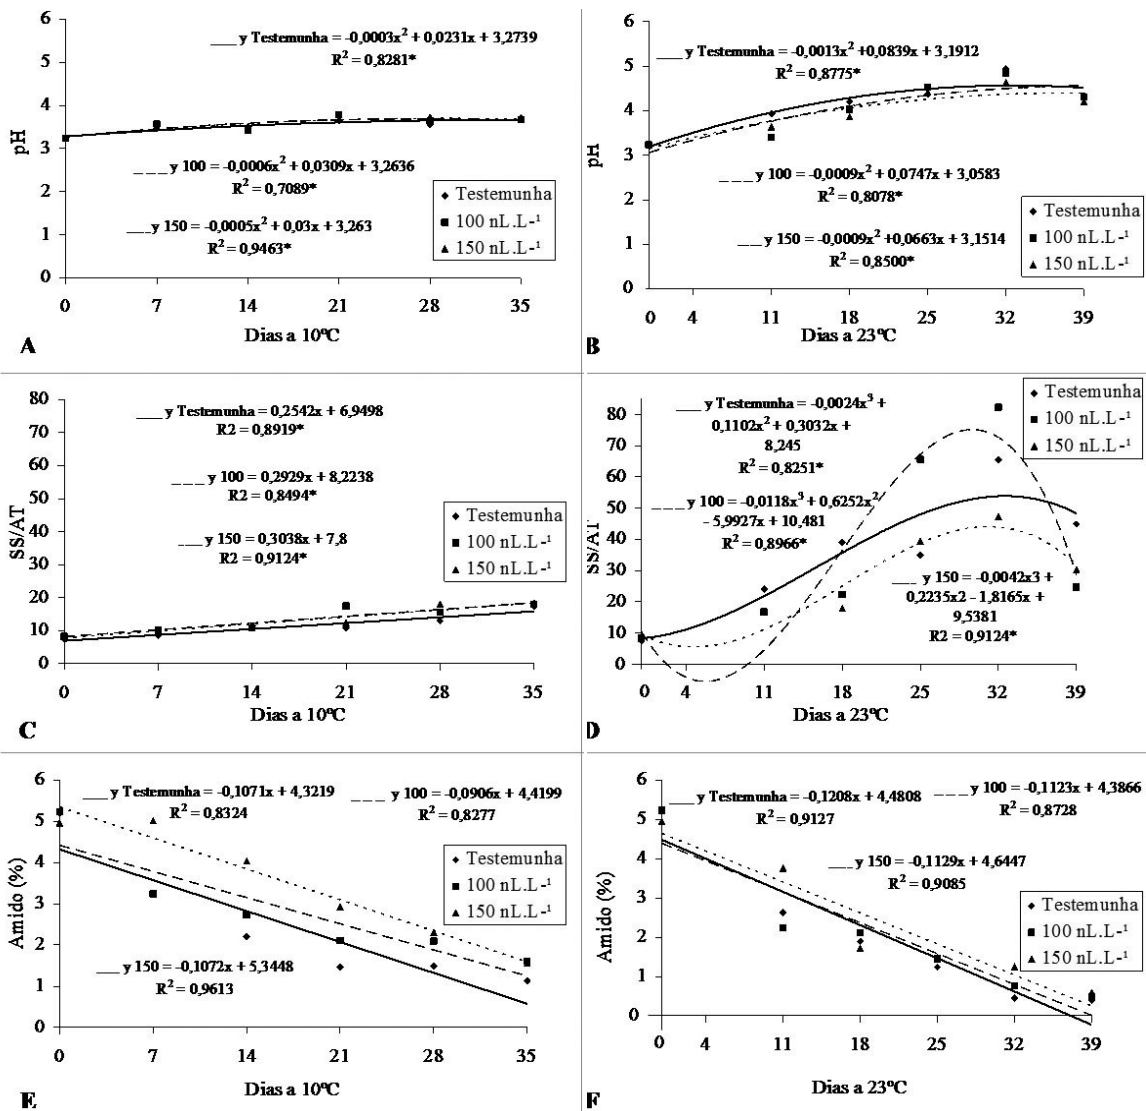 6
5
4
3
2
1
0
pH
___ y Testemunha = -0,0003x² + 0,0231x + 3,2739
R² = 0,8281*
_ _ _ y 100 = -0,0006x² + 0,0309x + 3,2636
R² = 0,7089*
___ y 150 = -0,0005x² + 0,03x + 3,263
R² = 0,9463*
Testemunha
100 nL.L-¹
150 nL.L-¹
0 7 14 21 28 35
Dias a 10ºC
A
6
5
4
3
2
1
0
pH
___ y Testemunha = -0,0013x² +0,0839x + 3,1912
R² = 0,8775*
_ _ _ y 100 = -0,0009x² + 0,0747x + 3,0583
R² = 0,8078*
___ y 150 = -0,0009x² +0,0663x + 3,1514
R² = 0,8500*
Testemunha
100 nL.L-¹
150 nL.L-¹
0 4 11 18 25 32 39
Dias a 23ºC
B
80
70
60
50
40
30
20
10
0
SS/AT
___ y Testemunha = 0,2542x + 6,9498
R2 = 0,8919*
_ _ _ y 100 = 0,2929x + 8,2238
R2 = 0,8494*
___ y 150 = 0,3038x + 7,8
R2 = 0,9124*
Testemunha
100 nL.L-¹
150 nL.L-¹
0 7 14 21 28 35
Dias a 10ºC
C
80
70
60
50
40
30
20
10
0
SS/AT
___ y Testemunha = -0,0024x³ +
0,1102x² + 0,3032x +
8,245
R² = 0,8251*
_ _ _ y 100 = -0,0118x³ + 0,6252x²
- 5,9927x + 10,481
R² = 0,8966*
___ y 150 = -0,0042x3 +
0,2235x2 - 1,8165x +
9,5381
R2 = 0,9124*
Testemunha
100 nL.L-¹
150 nL.L-¹
0 4 11 18 25 32 39
Dias a 23ºC
D
6
5
4
3
2
1
0
Amido (%)
___ y Testemunha = -0,1071x + 4,3219
R² = 0,8324
_ _ _ y 100 = -0,0906x + 4,4199
R² = 0,8277
___ y 150 = -0,1072x + 5,3448
R² = 0,9613
Testemunha
100 nL.L-¹
150 nL.L-¹
0 7 14 21 28 35
Dias a 10ºC
E
6
5
4
3
2
1
0
Amido (%)
___ y Testemunha = -0,1208x + 4,4808
R² = 0,9127
_ _ _ y 100 = -0,1123x + 4,3866
R² = 0,8728
___ y 150 = -0,1129x + 4,6447
R² = 0,9085
Testemunha
100 nL.L-¹
150 nL.L-¹
0 4 11 18 25 32 39
Dias a 23ºC
F